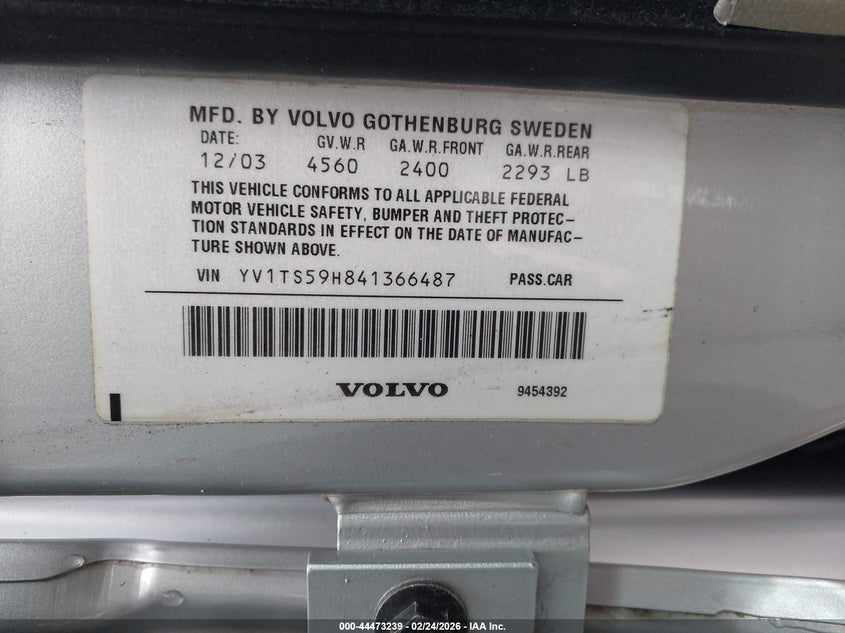 MFD. BY VOLVO GOTHENBURG SWEDEN
DATE: GV.W.R GA.W.R.FRONT GA.W.R.REAR
12/03 4560 2400 2293 LB
THIS VEHICLE CONFORMS TO ALL APPLICABLE FEDERAL
MOTOR VEHICLE SAFETY, BUMPER AND THEFT PROTEC-
TION STANDARDS IN EFFECT ON THE DATE OF MANUFAC-
TURE SHOWN ABOVE.
VIN YV1TS59H841366487 PASS.CAR
VOLVO 9454392
000-44473239 - 02/24/2026 - IAA Inc.